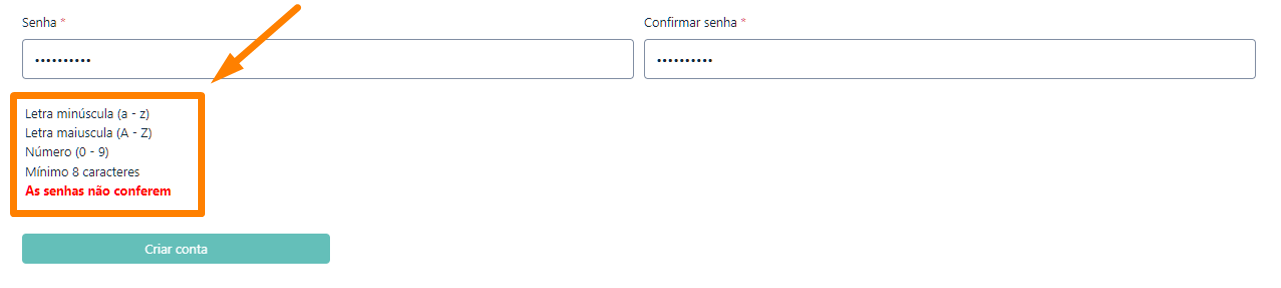 Senha *
Confirmar senha *
••••••••••
••••••••••
Letra minúscula (a - z)
Letra maiuscula (A - Z)
Número (0 - 9)
Mínimo 8 caracteres
As senhas não conferem
Criar conta